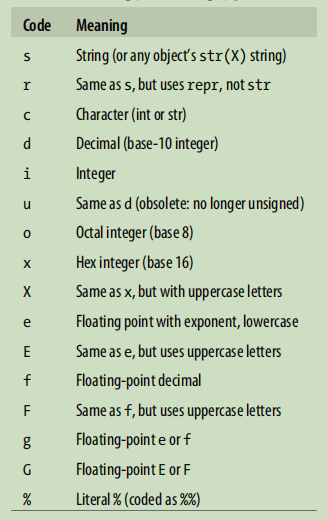 Code Meaning
s String (or any object's str(X) string)
r Same as s, but uses repr, not str
c Character (int or str)
d Decimal (base-10 integer)
i Integer
u Same as d (obsolete: no longer unsigned)
o Octal integer (base 8)
x Hex integer (base 16)
X Same as x, but with uppercase letters
e Floating point with exponent, lowercase
E Same as e, but uses uppercase letters
f Floating-point decimal
F Same as f, but uses uppercase letters
g Floating-point e or f
G Floating-point E or F
% Literal % (coded as %%)